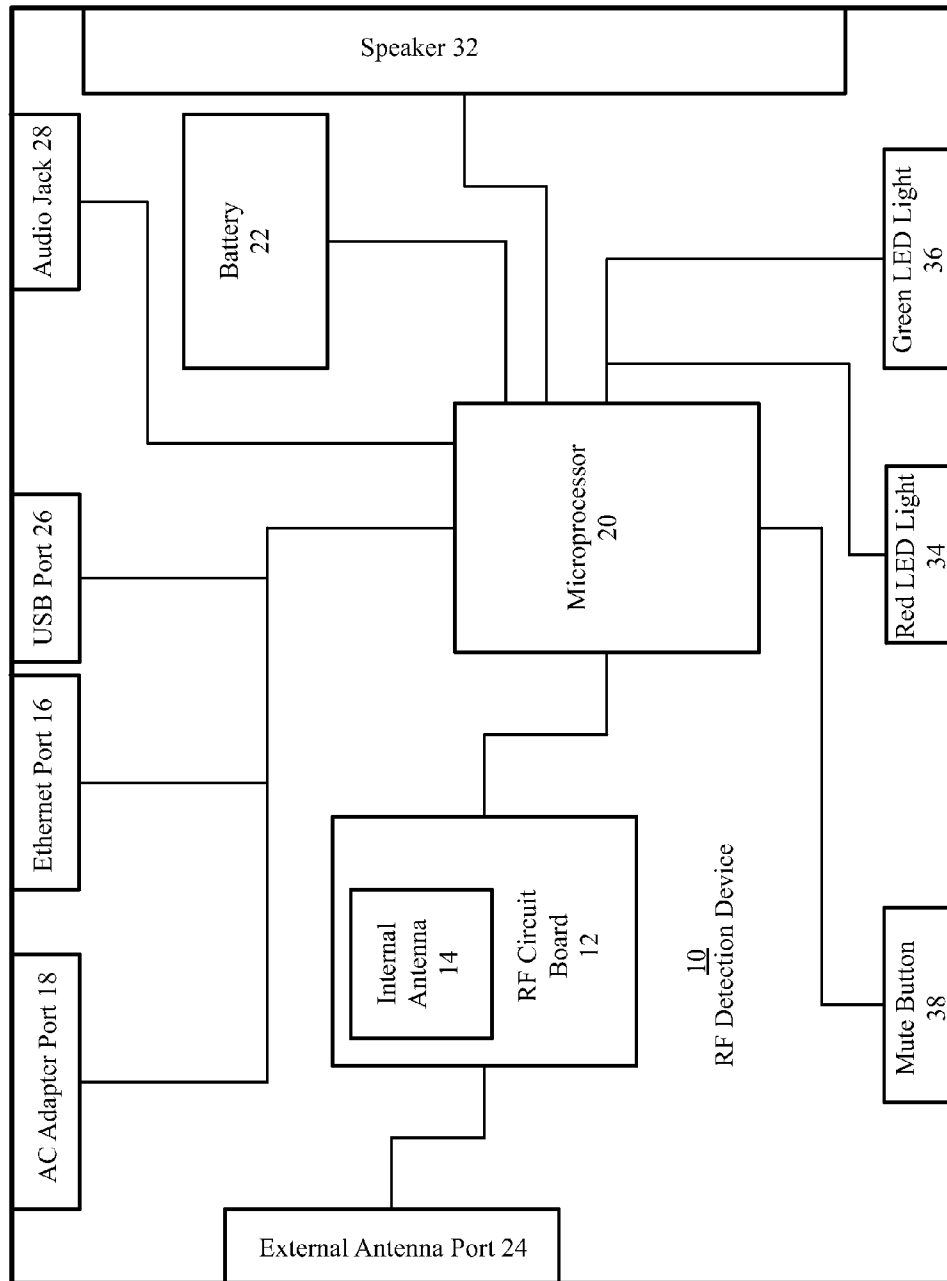 Speaker 32
Audio Jack 28
Battery
22
Green LED Light
36
USB Port 26
Microprocessor
20
Red LED Light
34
Ethernet Port 16
Internal
Antenna
14
RF Circuit
Board
12
10
RF Detection Device
AC Adapter Port 18
Mute Button
38
External Antenna Port 24